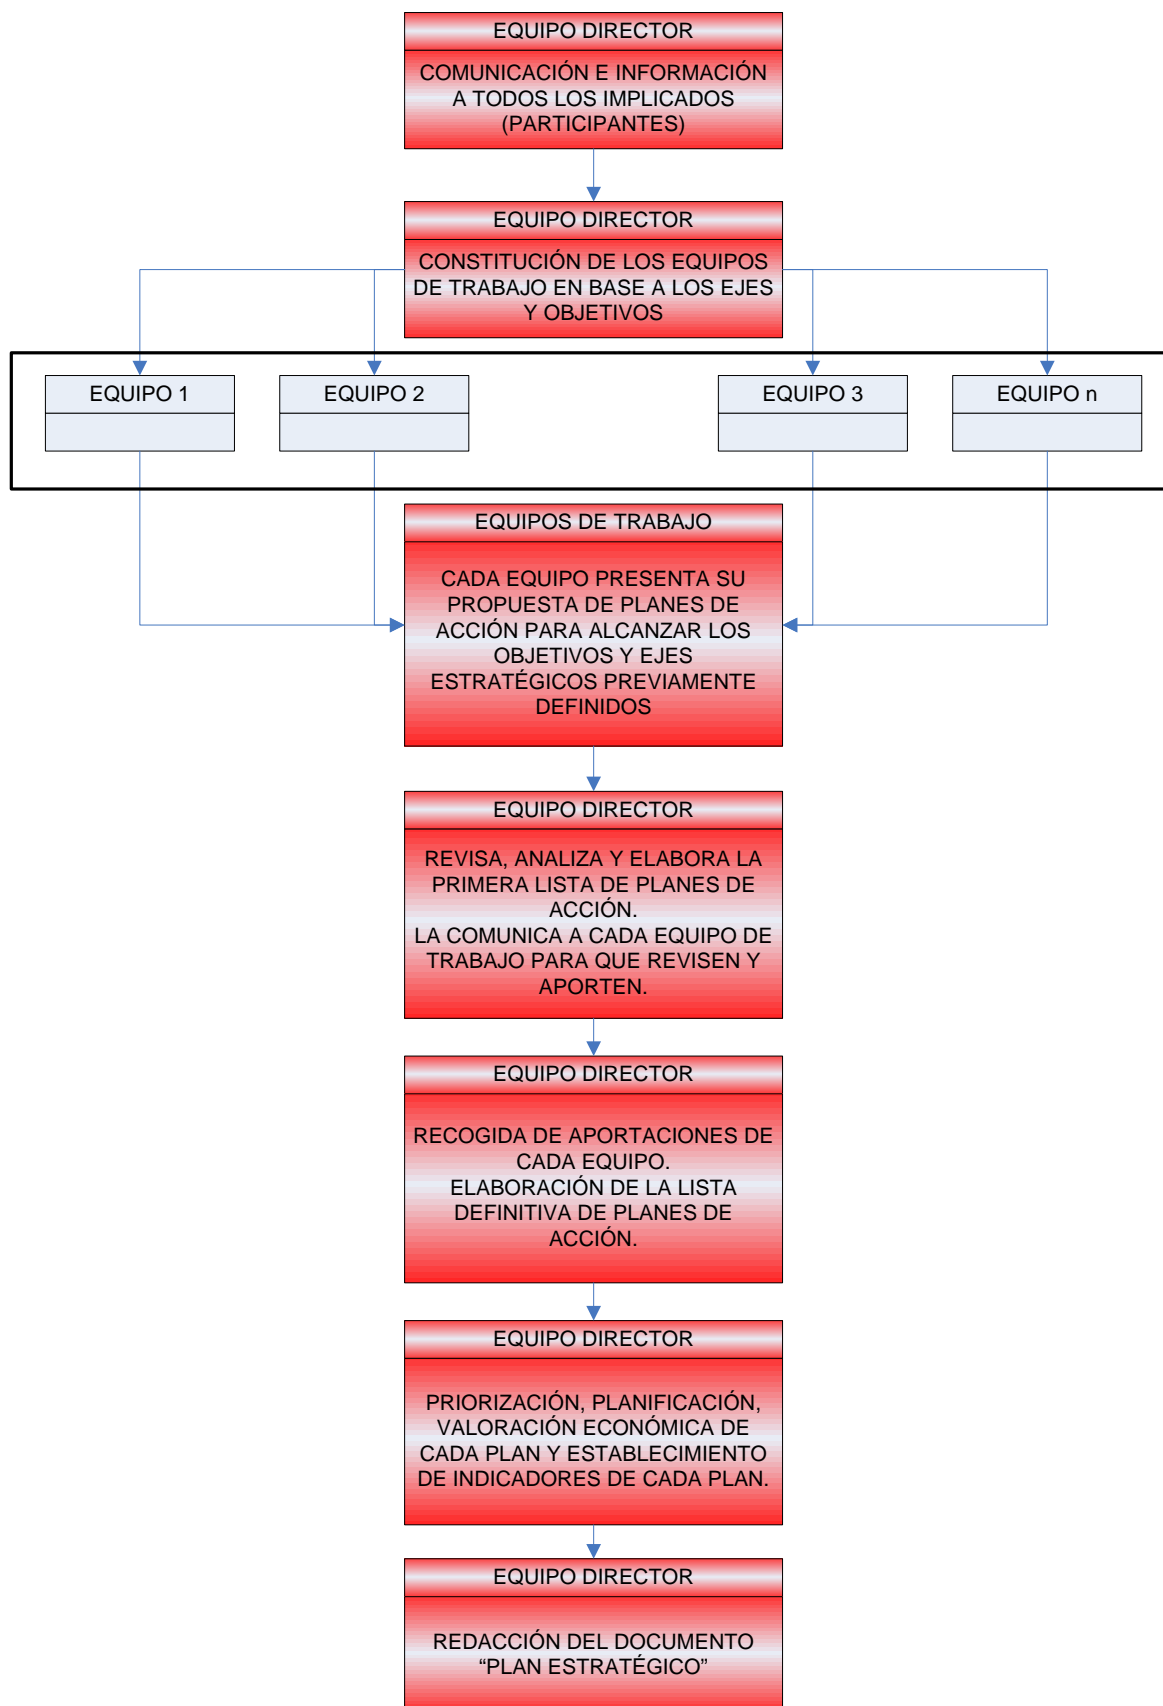 EQUIPO DIRECTOR
COMUNICACIÓN E INFORMACIÓN
A TODOS LOS IMPLICADOS
(PARTICIPANTES)
EQUIPO DIRECTOR
CONSTITUCIÓN DE LOS EQUIPOS
DE TRABAJO EN BASE A LOS EJES
Y OBJETIVOS
EQUIPO 1
EQUIPO 2
EQUIPO 3
EQUIPO n
EQUIPOS DE TRABAJO
CADA EQUIPO PRESENTA SU
PROPUESTA DE PLANES DE
ACCIÓN PARA ALCANZAR LOS
OBJETIVOS Y EJES
ESTRATÉGICOS PREVIAMENTE
DEFINIDOS
EQUIPO DIRECTOR
REVISA, ANALIZA Y ELABORA LA
PRIMERA LISTA DE PLANES DE
ACCIÓN.
LA COMUNICA A CADA EQUIPO DE
TRABAJO PARA QUE REVISEN Y
APORTEN.
EQUIPO DIRECTOR
RECOGIDA DE APORTACIONES DE
CADA EQUIPO.
ELABORACIÓN DE LA LISTA
DEFINITIVA DE PLANES DE
ACCIÓN.
EQUIPO DIRECTOR
PRIORIZACIÓN, PLANIFICACIÓN,
VALORACIÓN ECONÓMICA DE
CADA PLAN Y ESTABLECIMIENTO
DE INDICADORES DE CADA PLAN.
EQUIPO DIRECTOR
REDACCIÓN DEL DOCUMENTO
“PLAN ESTRATÉGICO”